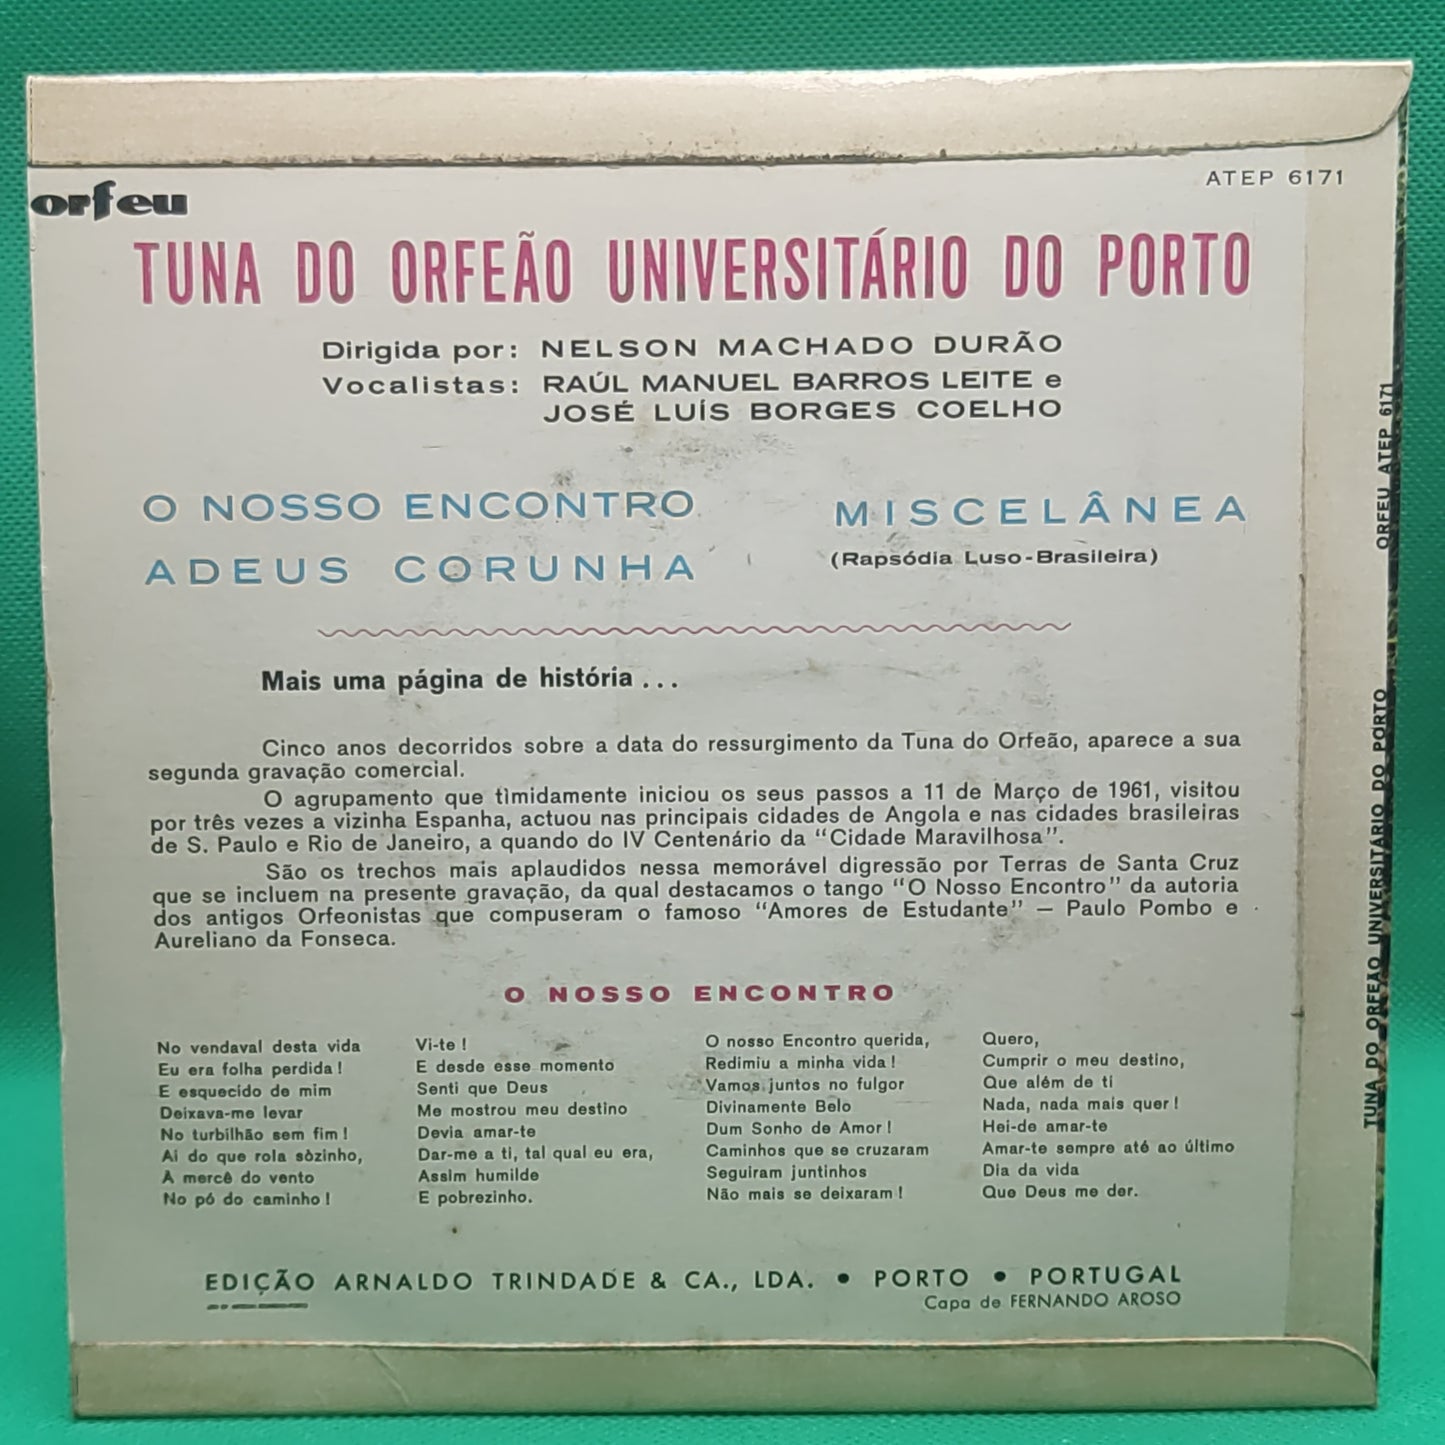 orfeu
ATEP 6171
TUNA DO ORFEÃO UNIVERSITÁRIO DO PORTO
Dirigida por: NELSON MACHADO DURÃO
Vocalistas: RAÚL MANUEL BARROS LEITE e
JOSÉ LUÍS BORGES COELHO
O NOSSO ENCONTRO
ADEUS CORUNHA
MISCELÂNEA
(Rapsódia Luso-Brasileira)
Mais uma página de história . . .
Cinco anos decorridos sobre a data do ressurgimento da Tuna do Orfeão, aparece a sua
segunda gravação comercial.
O agrupamento que tìmidamente iniciou os seus passos a 11 de Março de 1961, visitou
por três vezes a vizinha Espanha, actuou nas principais cidades de Angola e nas cidades brasileiras
de S. Paulo e Rio de Janeiro, a quando do IV Centenário da "Cidade Maravilhosa".
São os trechos mais aplaudidos nessa memorável digressão por Terras de Santa Cruz
que se incluem na presente gravação, da qual destacamos o tango "O Nosso Encontro" da autoria
dos antigos Orfeonistas que compuseram o famoso "Amores de Estudante" — Paulo Pombo e
Aureliano da Fonseca.
O NOSSO ENCONTRO
No vendaval desta vida
Eu era folha perdida !
E esquecido de mim
Deixava-me levar
No turbilhão sem fim !
Ai do que rola sòzinho,
À mercê do vento
No pó do caminho !
Vi-te !
E desde esse momento
Senti que Deus
Me mostrou meu destino
Devia amar-te
Dar-me a ti, tal qual eu era,
Assim humilde
E pobrezinho.
O nosso Encontro querida,
Redimiu a minha vida !
Vamos juntos no fulgor
Divinamente Belo
Dum Sonho de Amor !
Caminhos que se cruzaram
Seguiram juntinhos
Não mais se deixaram !
Quero,
Cumprir o meu destino,
Que além de ti
Nada, nada mais quer !
Hei-de amar-te
Amar-te sempre até ao último
Dia da vida
Que Deus me der.
EDIÇÃO ARNALDO TRINDADE & CA., LDA. • PORTO • PORTUGAL
Capa de FERNANDO AROSO
TUNA DO ORFEÃO UNIVERSITÁRIO DO PORTO
ORFEU ATEP 6171